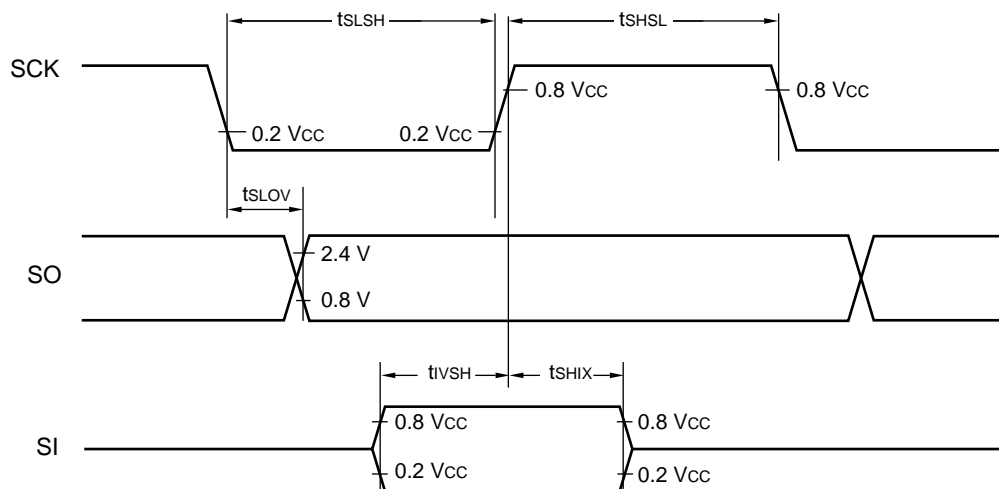 tSLSH tSHSL
SCK
0.8 VCC 0.8 VCC
0.2 VCC 0.2 VCC
tSLOV
2.4 V
SO
0.8 V
tIVSH tSHIX
0.8 VCC 0.8 VCC
SI
0.2 VCC 0.2 VCC